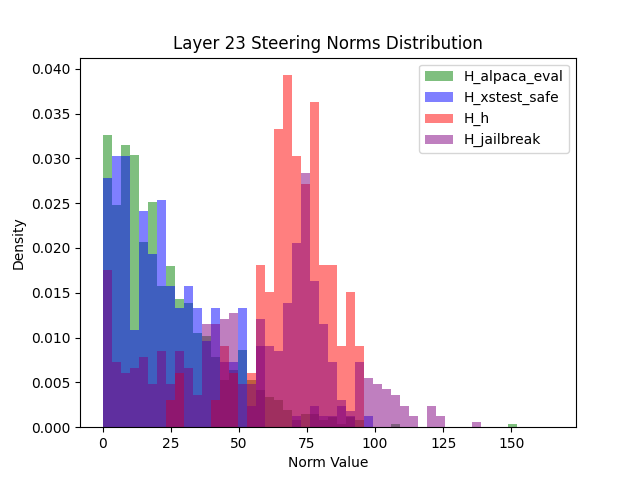 Layer 23 Steering Norms Distribution
H_alpaca_eval
H_xstest_safe
H_h
H_jailbreak
0.040
0.035
0.030
0.025
0.020
0.015
0.010
0.005
0.000
Density
0 25 50 75 100 125 150
Norm Value